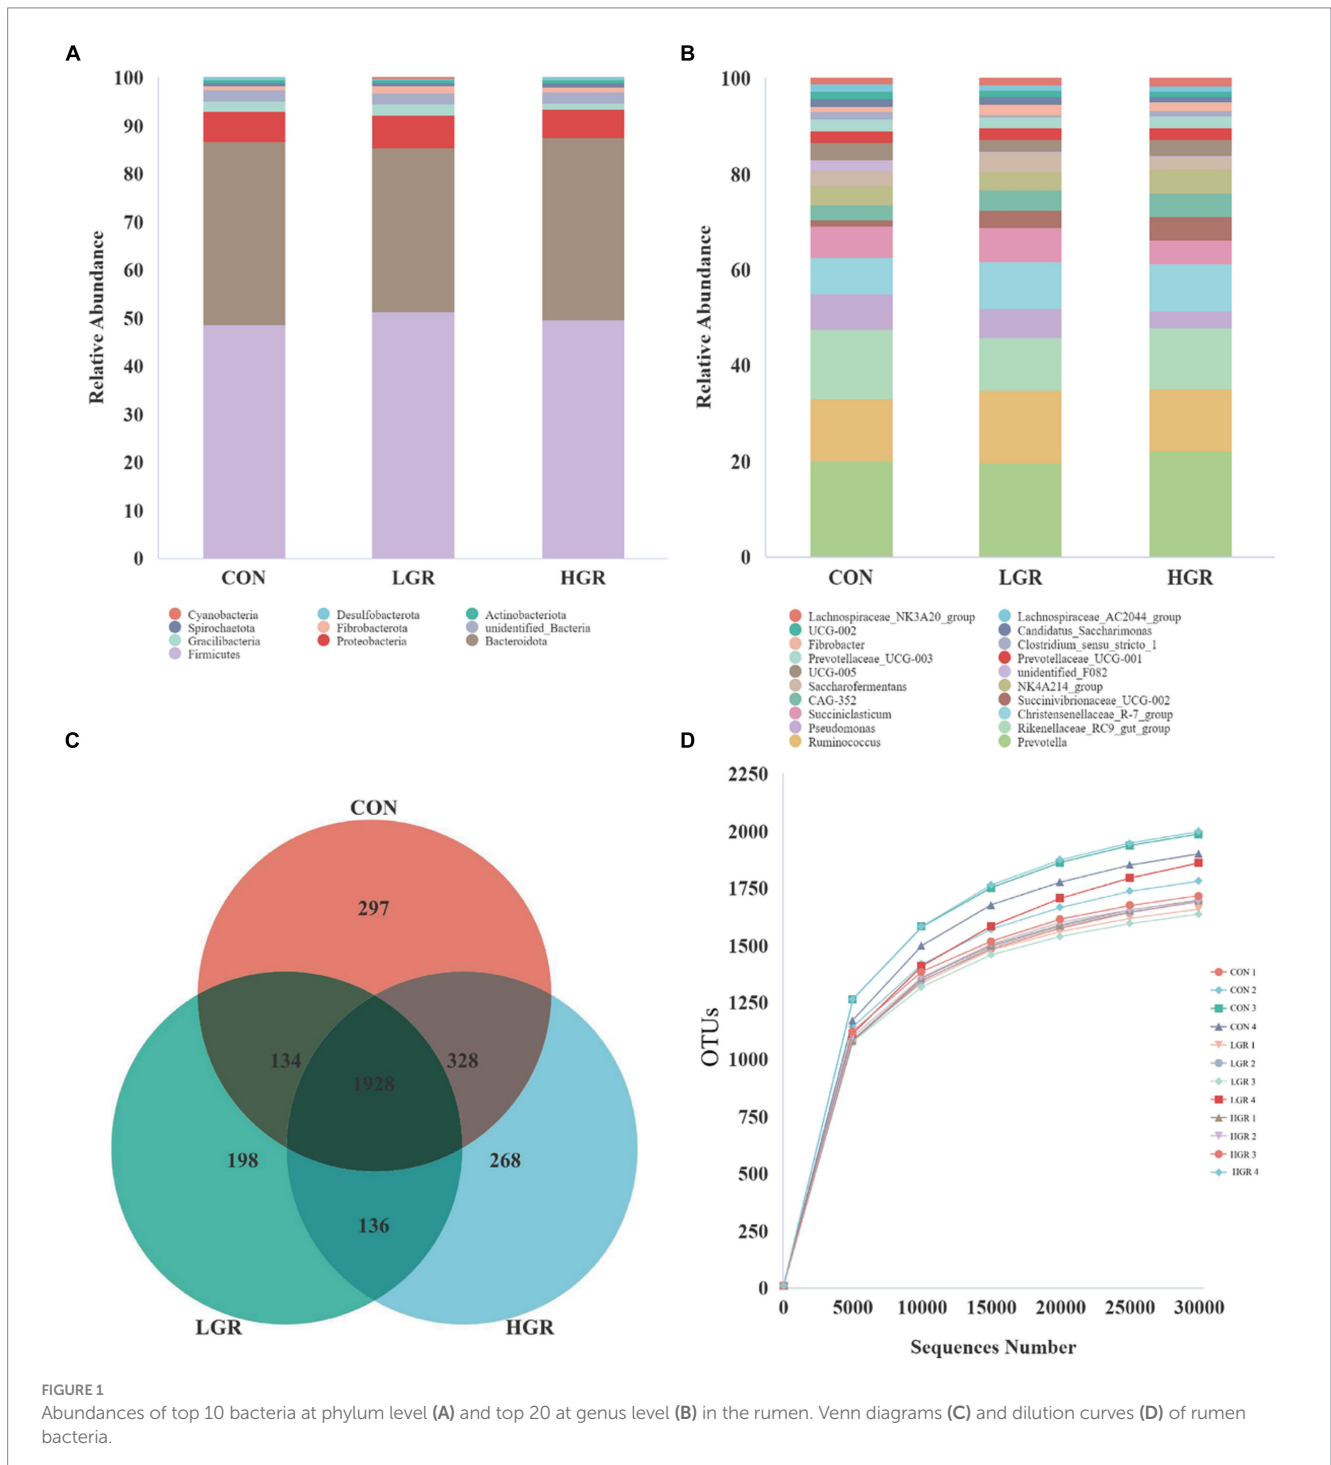 A
100
90
80
70
60
50
40
30
20
10
0
Relative Abundance
CON LGR HGR
Cyanobacteria Desulfobacterota Actinobacteriota
Spirochaetota Fibrobacterota unidentified_Bacteria
Gracilibacteria Proteobacteria Bacteroidota
Firmicutes
B
100
80
60
40
20
0
Relative Abundance
CON LGR HGR
Lachnospiraceae_NK3A20_group Lachnospiraceae_AC2044_group
UCG-002 Candidatus_Saccharimonas
Fibrobacter Clostridium_sensu_stricto_1
Prevotellaceae_UCG-003 Prevotellaceae_UCG-001
UCG-005 unidentified_F082
Saccharofermentans NK4A214_group
CAG-352 Succinivibrionaceae_UCG-002
Succiniclasticum Christensenellaceae_R-7_group
Pseudomonas Rikenellaceae_RC9_gut_group
Ruminococcus Prevotella
C
CON
297
134
328
1928
198
268
136
LGR
HGR
D
2250
2000
1750
1500
1250
1000
750
500
250
0
OTUs
0 5000 10000 15000 20000 25000 30000
Sequences Number
CON 1
CON 2
CON 3
CON 4
LGR 1
LGR 2
LGR 3
LGR 4
HGR 1
HGR 2
HGR 3
HGR 4
FIGURE 1
Abundances of top 10 bacteria at phylum level (A) and top 20 at genus level (B) in the rumen. Venn diagrams (C) and dilution curves (D) of rumen
bacteria.